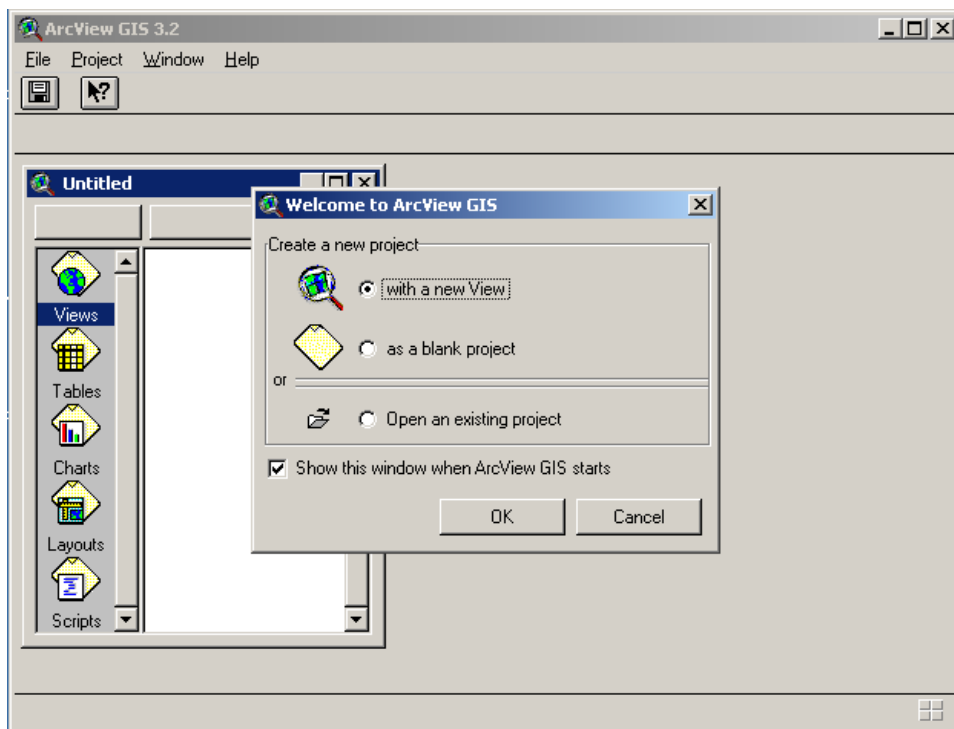 ArcView GIS 3.2
File Project Window Help
Untitled
Welcome to ArcView GIS
Create a new project
with a new View
as a blank project
or
Open an existing project
Show this window when ArcView GIS starts
OK Cancel
Views
Tables
Charts
Layouts
Scripts